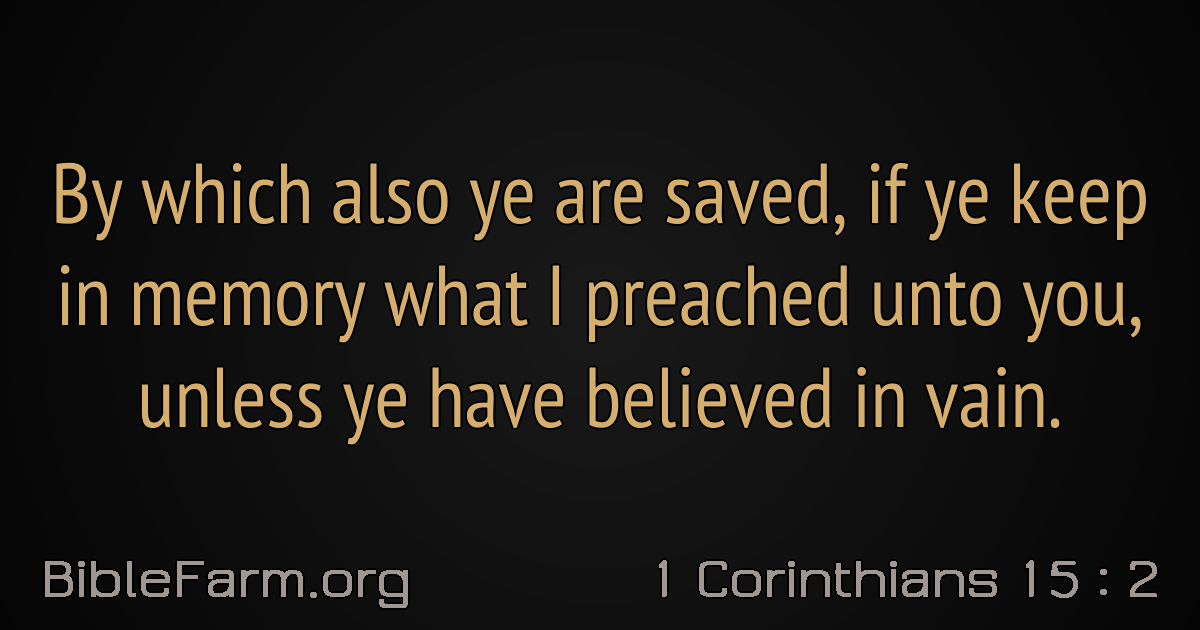 By which also ye are saved, if ye keep
in memory what I preached unto you,
unless ye have believed in vain.
BibleFarm.org
1 Corinthians 15 : 2